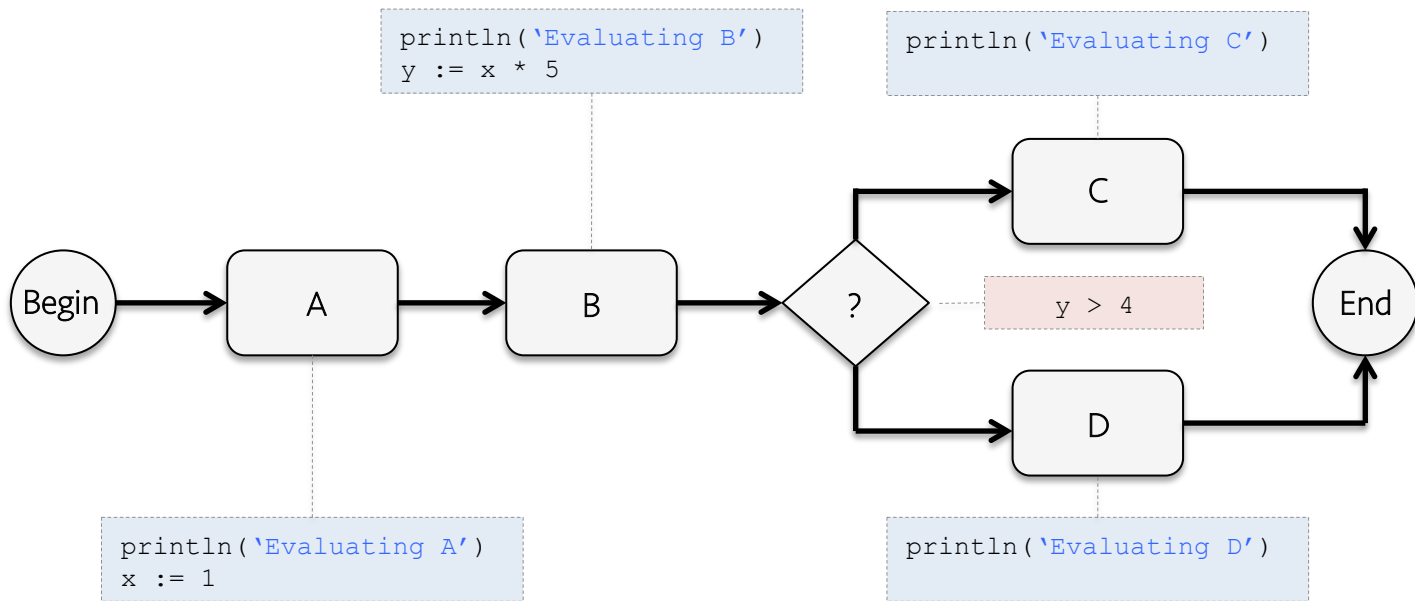 println(‘Evaluating B’)
y := x * 5
println(‘Evaluating C’)
Begin
A
B
?
C
y > 4
D
End
println(‘Evaluating A’)
x := 1
println(‘Evaluating D’)